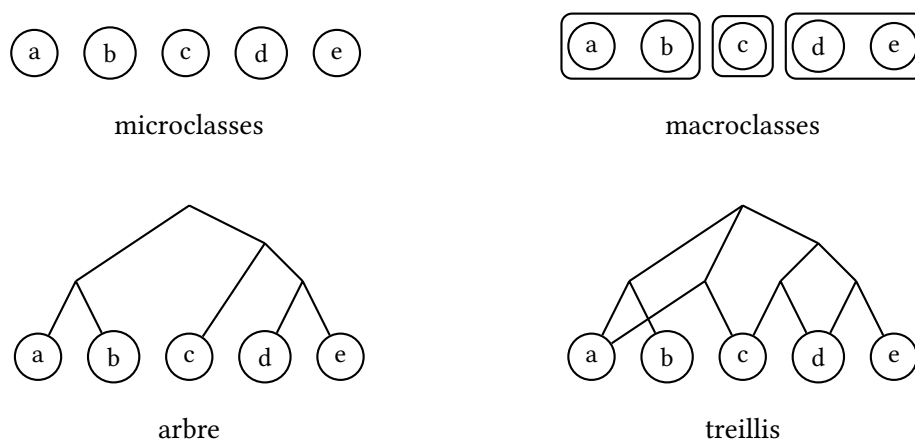 a b c d e
a b c d e
microclasses
macroclasses
a b c d e
a b c d e
arbre
treillis